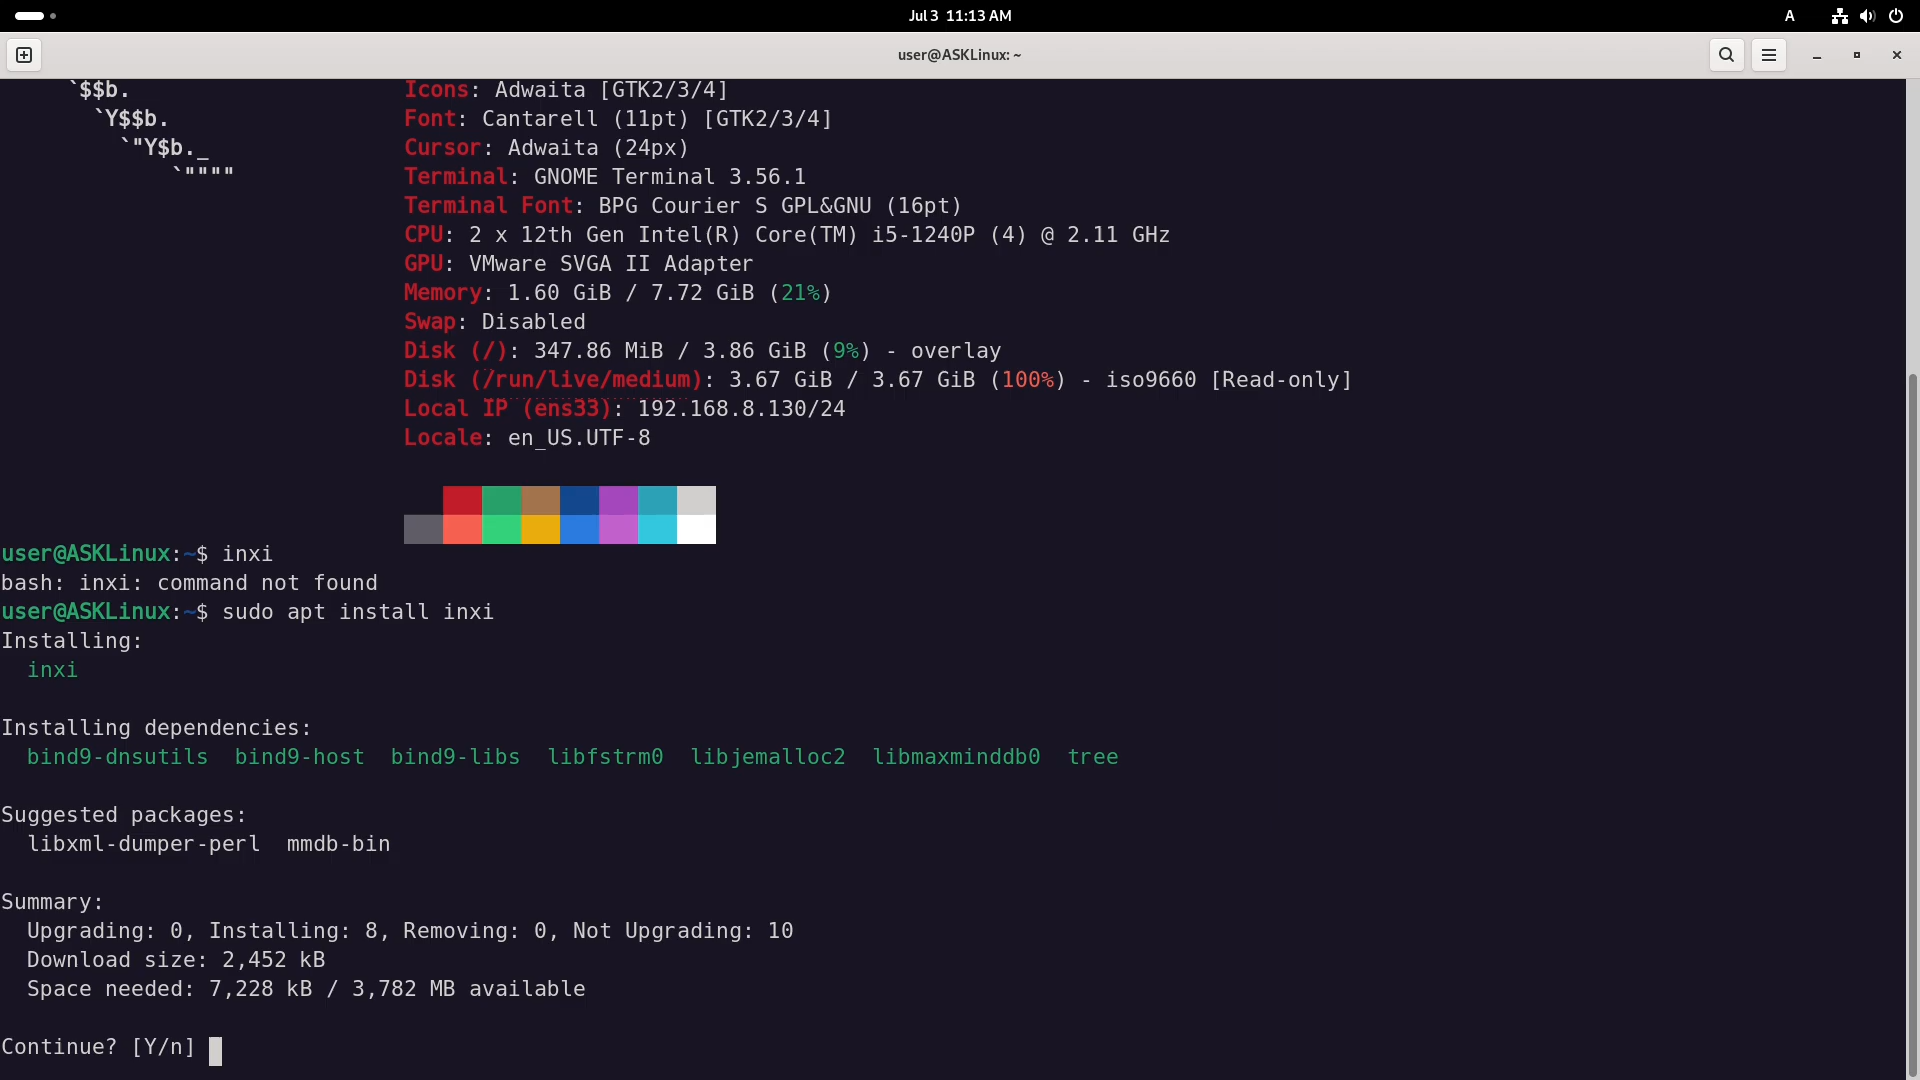 Jul 3 11:13 AM
A
user@ASKLinux: ~
`$$b. Icons: Adwaita [GTK2/3/4]
`Y$$b. Font: Cantarell (11pt) [GTK2/3/4]
`"Y$b._ Cursor: Adwaita (24px)
`"""" Terminal: GNOME Terminal 3.56.1
Terminal Font: BPG Courier S GPL&GNU (16pt)
CPU: 2 x 12th Gen Intel(R) Core(TM) i5-1240P (4) @ 2.11 GHz
GPU: VMware SVGA II Adapter
Memory: 1.60 GiB / 7.72 GiB (21%)
Swap: Disabled
Disk (/): 347.86 MiB / 3.86 GiB (9%) - overlay
Disk (/run/live/medium): 3.67 GiB / 3.67 GiB (100%) - iso9660 [Read-only]
Local IP (ens33): 192.168.8.130/24
Locale: en_US.UTF-8
user@ASKLinux:~$ inxi
bash: inxi: command not found
user@ASKLinux:~$ sudo apt install inxi
Installing:
inxi
Installing dependencies:
bind9-dnsutils bind9-host bind9-libs libfstrm0 libjemalloc2 libmaxminddb0 tree
Suggested packages:
libxml-dumper-perl mmdb-bin
Summary:
Upgrading: 0, Installing: 8, Removing: 0, Not Upgrading: 10
Download size: 2,452 kB
Space needed: 7,228 kB / 3,782 MB available
Continue? [Y/n]